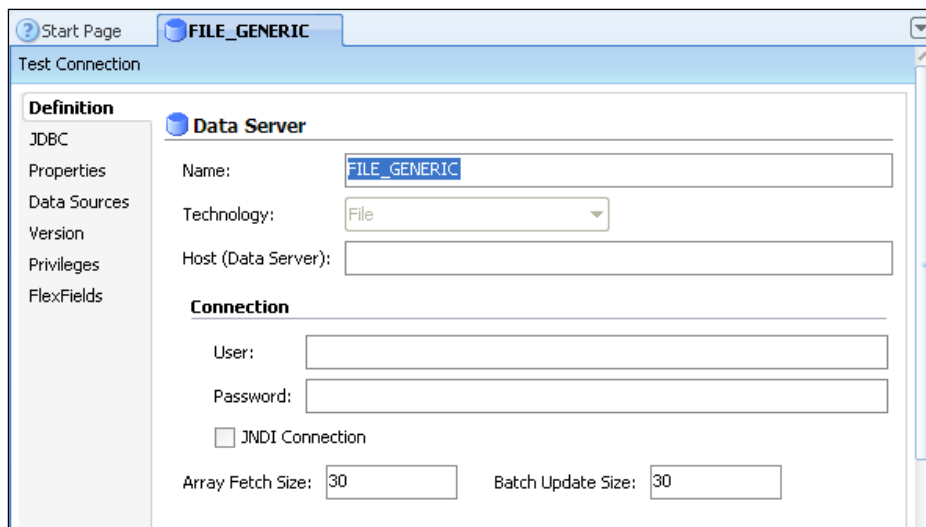 Start Page
FILE_GENERIC
Test Connection
Definition
JDBC
Properties
Data Sources
Version
Privileges
FlexFields
Data Server
Name: FILE_GENERIC
Technology: File
Host (Data Server):
Connection
User:
Password:
JNDI Connection
Array Fetch Size: 30 Batch Update Size: 30